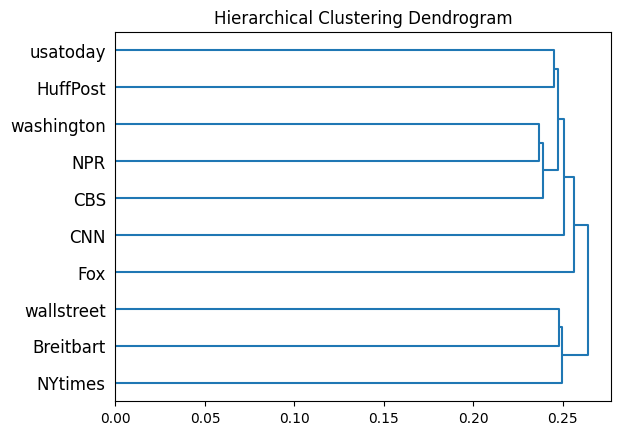 Hierarchical Clustering Dendrogram
usatoday
HuffPost
washington
NPR
CBS
CNN
Fox
wallstreet
Breitbart
NYtimes
0.00 0.05 0.10 0.15 0.20 0.25